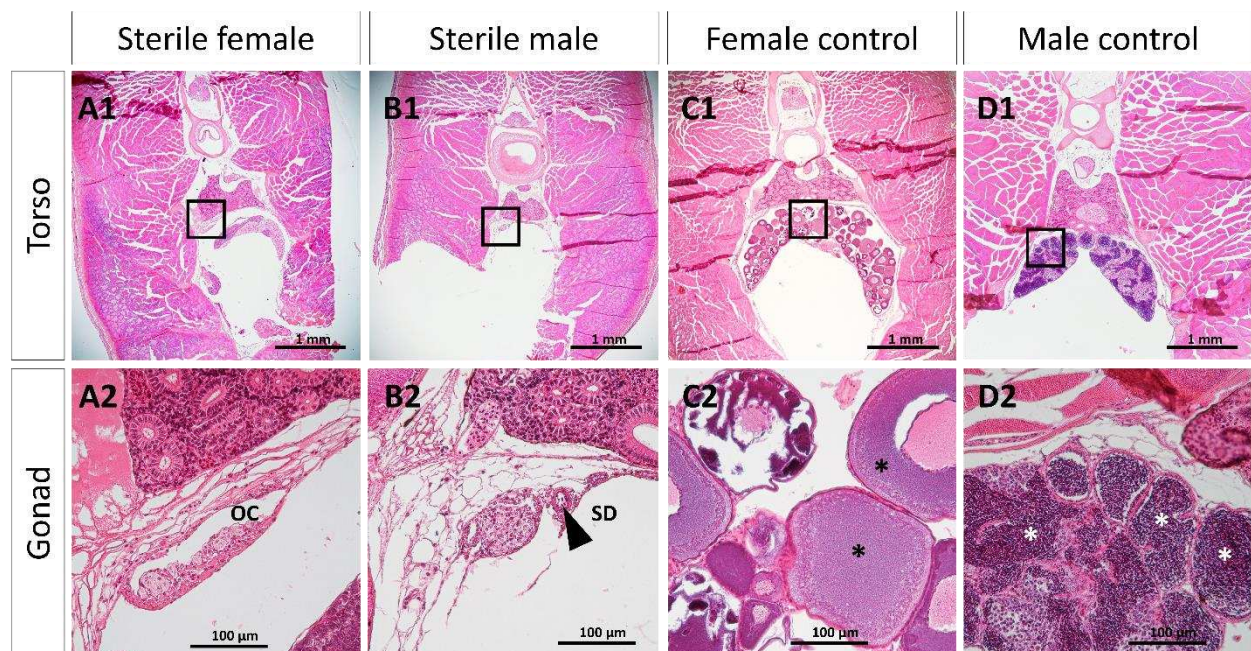 Sterile female
Sterile male
Female control
Male control
Torso
A1
B1
C1
D1
1 mm
1 mm
1 mm
1 mm
Gonad
A2
B2
C2
D2
OC
SD
*
*
*
*
*
100 µm
100 µm
100 µm
100 µm